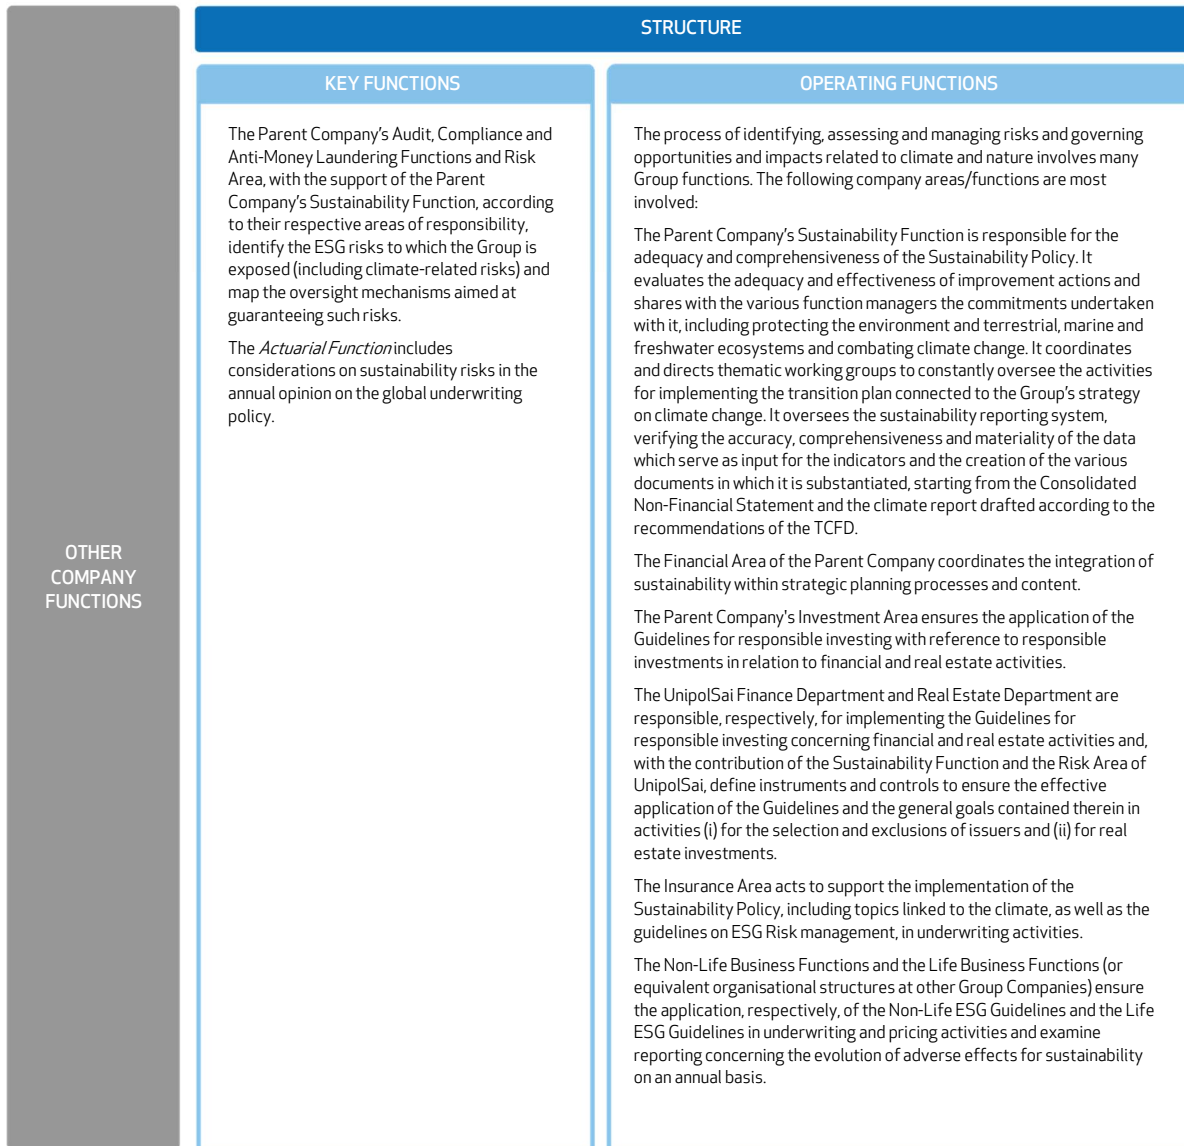 STRUCTURE
OTHER
COMPANY
FUNCTIONS
KEY FUNCTIONS
The Parent Company's Audit, Compliance and
Anti-Money Laundering Functions and Risk
Area, with the support of the Parent
Company's Sustainability Function, according
to their respective areas of responsibility,
identify the ESG risks to which the Group is
exposed (including climate-related risks) and
map the oversight mechanisms aimed at
guaranteeing such risks.
The Actuarial Function includes
considerations on sustainability risks in the
annual opinion on the global underwriting
policy.
OPERATING FUNCTIONS
The process of identifying, assessing and managing risks and governing
opportunities and impacts related to climate and nature involves many
Group functions. The following company areas/functions are most
involved:
The Parent Company's Sustainability Function is responsible for the
adequacy and comprehensiveness of the Sustainability Policy. It
evaluates the adequacy and effectiveness of improvement actions and
shares with the various function managers the commitments undertaken
with it, including protecting the environment and terrestrial, marine and
freshwater ecosystems and combating climate change. It coordinates
and directs thematic working groups to constantly oversee the activities
for implementing the transition plan connected to the Group's strategy
on climate change. It oversees the sustainability reporting system,
verifying the accuracy, comprehensiveness and materiality of the data
which serve as input for the indicators and the creation of the various
documents in which it is substantiated, starting from the Consolidated
Non-Financial Statement and the climate report drafted according to the
recommendations of the TCFD.
The Financial Area of the Parent Company coordinates the integration of
sustainability within strategic planning processes and content.
The Parent Company's Investment Area ensures the application of the
Guidelines for responsible investing with reference to responsible
investments in relation to financial and real estate activities.
The UnipolSai Finance Department and Real Estate Department are
responsible, respectively, for implementing the Guidelines for
responsible investing concerning financial and real estate activities and,
with the contribution of the Sustainability Function and the Risk Area of
UnipolSai, define instruments and controls to ensure the effective
application of the Guidelines and the general goals contained therein in
activities (i) for the selection and exclusions of issuers and (ii) for real
estate investments.
The Insurance Area acts to support the implementation of the
Sustainability Policy, including topics linked to the climate, as well as the
guidelines on ESG Risk management, in underwriting activities.
The Non-Life Business Functions and the Life Business Functions (or
equivalent organisational structures at other Group Companies) ensure
the application, respectively, of the Non-Life ESG Guidelines and the Life
ESG Guidelines in underwriting and pricing activities and examine
reporting concerning the evolution of adverse effects for sustainability
on an annual basis.